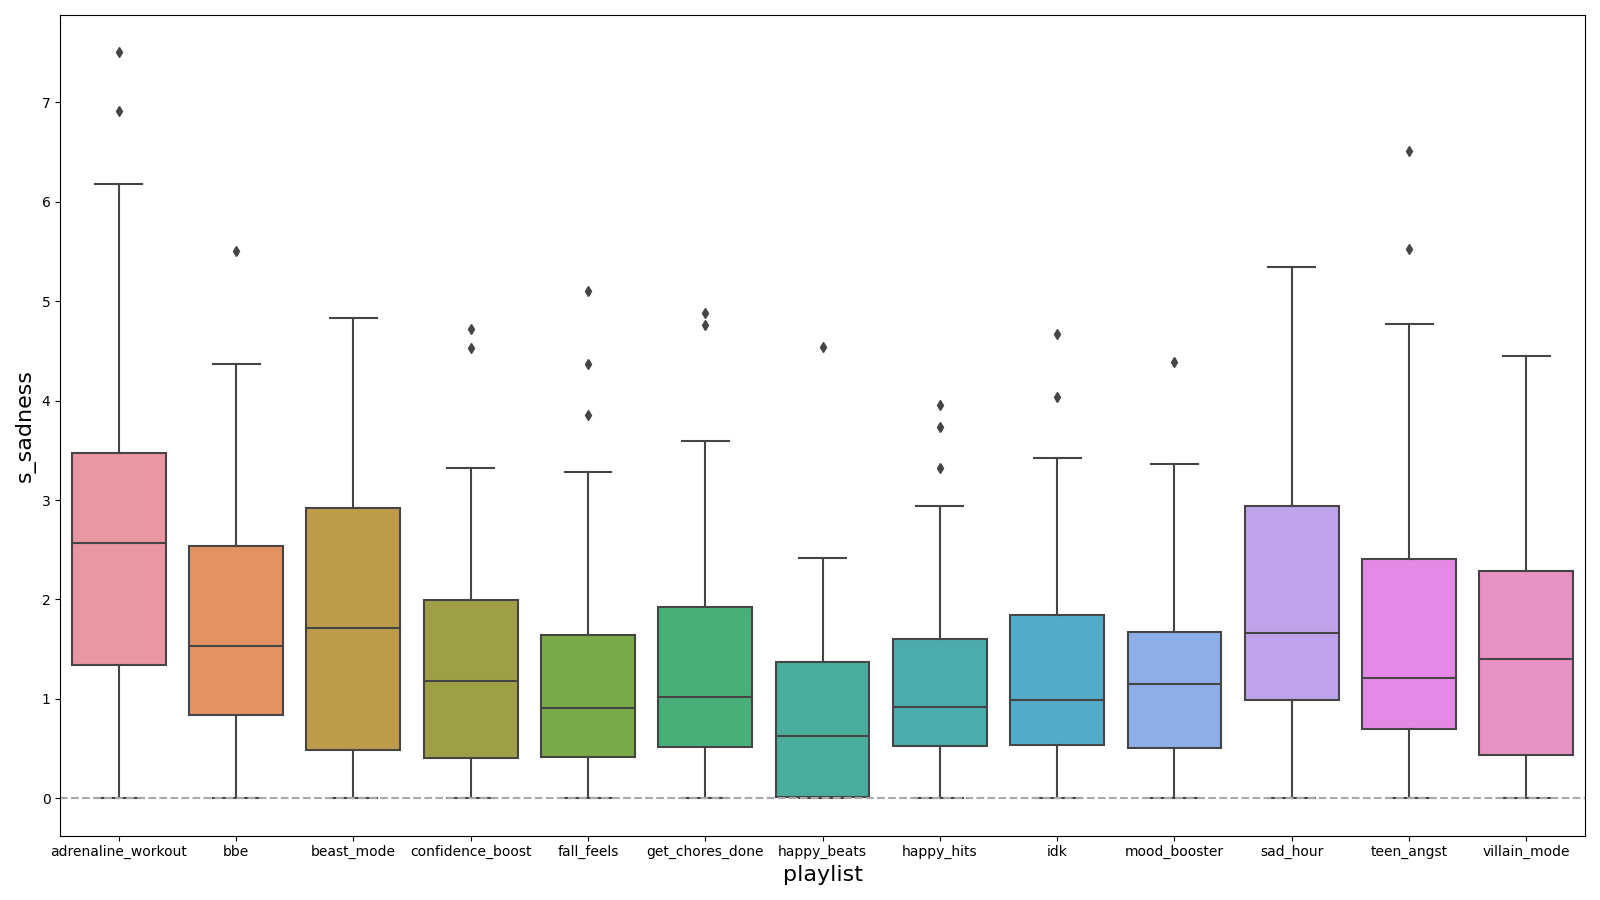 s_sadness
7
6
5
4
3
2
1
0
adrenaline_workout bbe beast_mode confidence_boost fall_feels get_chores_done happy_beats happy_hits idk mood_booster sad_hour teen_angst villain_mode
playlist